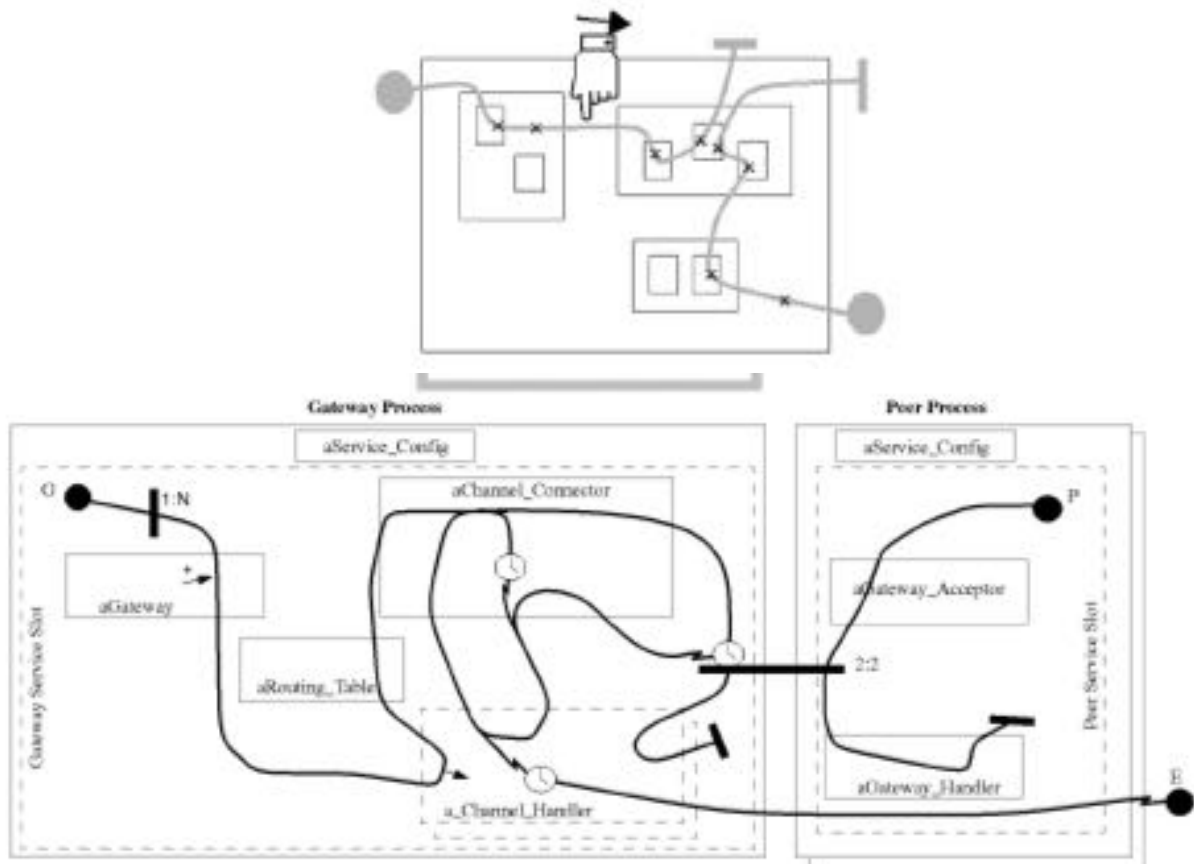 Gateway Process
Peer Process
aService_Config
aService_Config
G
1:N
aChannel_Connector
P
+
aGateway
aGateway_Acceptor
Gateway Service Slot
aRouting_Table
2:2
Peer Service Slot
a_Channel_Handler
aGateway_Handler
E